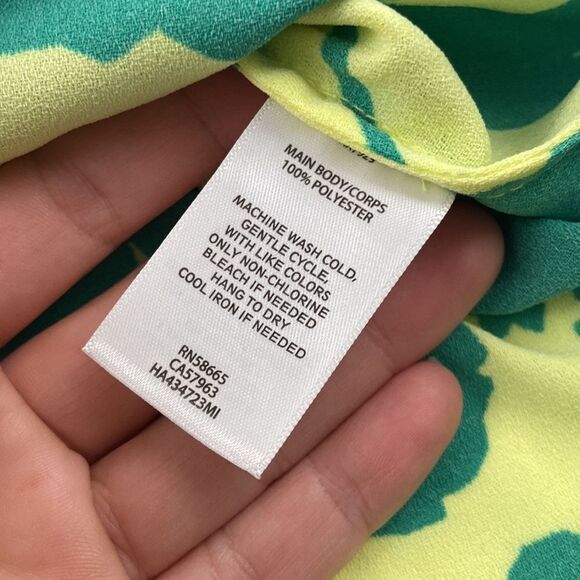 MAIN BODY/CORPS
100% POLYESTER
MACHINE WASH COLD,
GENTLE CYCLE.
WITH LIKE COLORS
ONLY NON-CHLORINE
BLEACH IF NEEDED
HANG TO DRY
COOL IRON IF NEEDED
RN58665
CA57963
HA434723MI